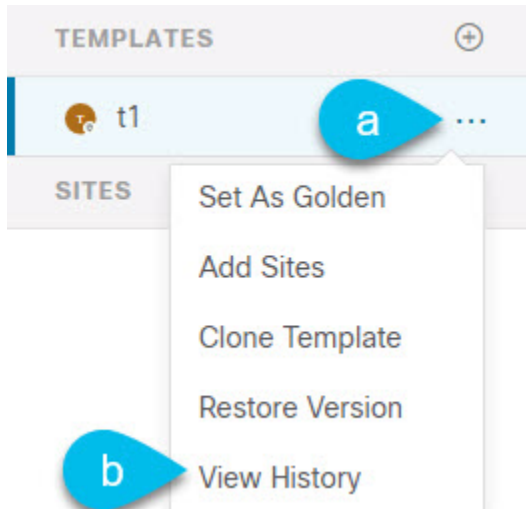 TEMPLATES
T t1 a ...
SITES
Set As Golden
Add Sites
Clone Template
Restore Version
b View History